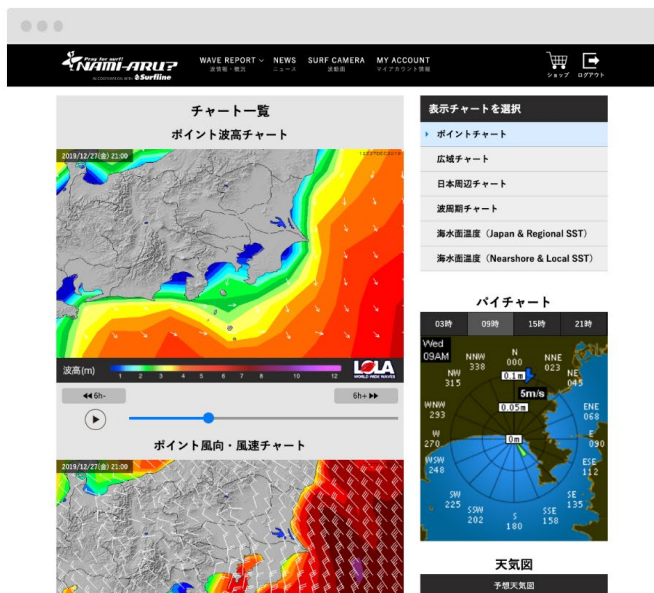 Pray for surf!
NAMI-ARU?
IN COOPERATION WITH Surfline
WAVE REPORT NEWS SURF CAMERA MY ACCOUNT
波情報・概況 ニュース 波動画 マイアカウント情報
ショップ ログアウト
チャート一覧
ポイント波高チャート
2019/12/27(金) 21:00
波高(m)
1 2 3 4 5 6 7 8 10 12
LOLA
WORLD WIDE WAVES
6h-
6h+
ポイント風向・風速チャート
2019/12/27(金) 21:00
表示チャートを選択
ポイントチャート
広域チャート
日本周辺チャート
波周期チャート
海水面温度（Japan & Regional SST）
海水面温度（Nearshore & Local SST）
パイチャート
03時 09時 15時 21時
Wed
09AM
N
000
NNW
338
NNE
023
NW
315
NE
045
0.1m
5m/s
WNW
293
0.05m
ENE
068
W
270
0m
E
090
WSW
248
ESE
112
SW
225
SE
135
SSW
202
S
180
SSE
158
天気図
予想天気図